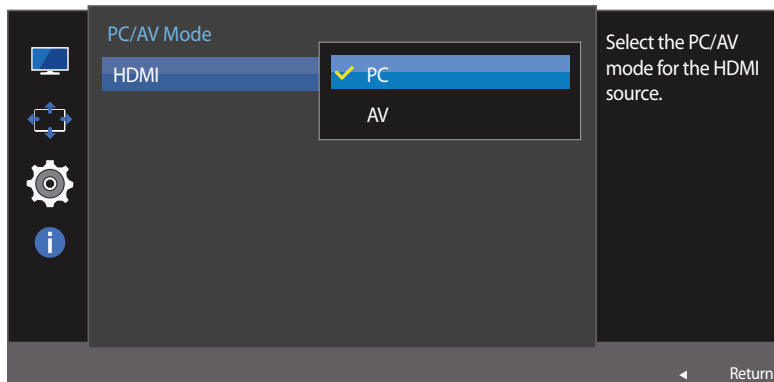 PC/AV Mode
HDMI
PC
AV
Select the PC/AV
mode for the HDMI
source.
Return